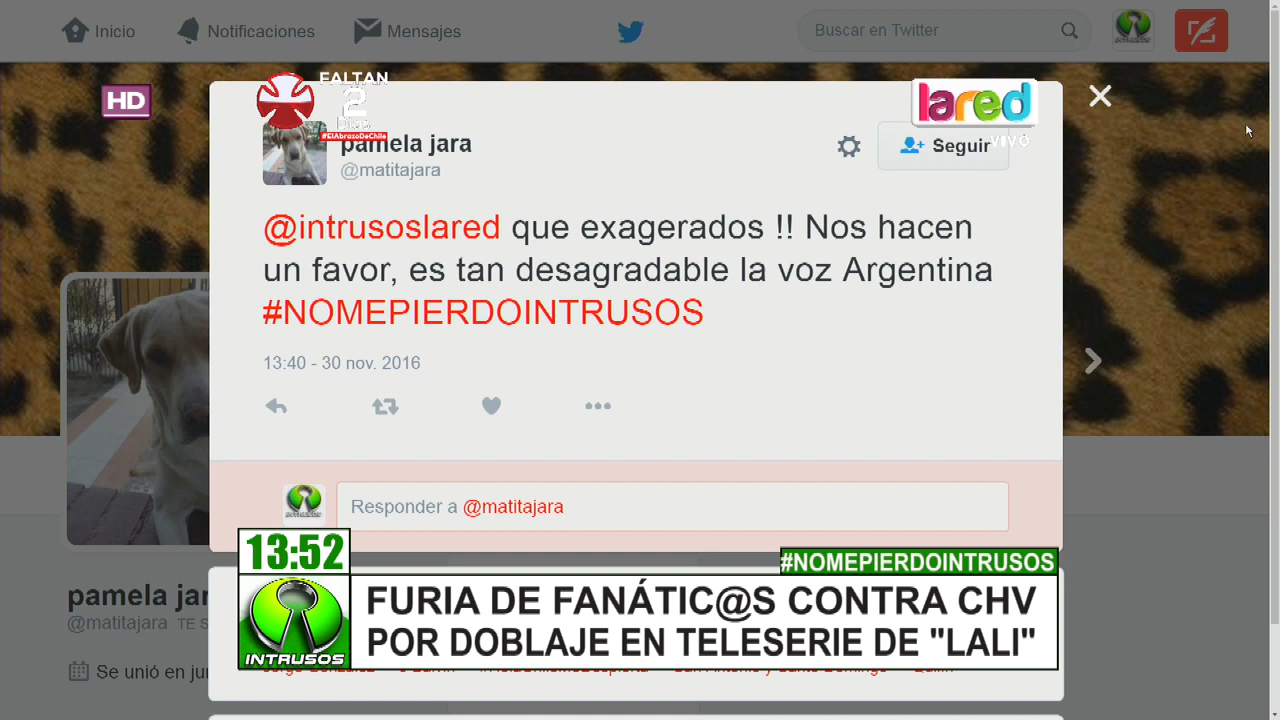 Inicio
Notificaciones
Mensajes
Buscar en Twitter
HD
FALTAN
2
Días
#ElAbrazoDeChile
lared
VIVO
pamela jara
@matitajara
Seguir
@intrusoslared que exagerados !! Nos hacen
un favor, es tan desagradable la voz Argentina
#NOMEPIERDOINTRUSOS
13:40 - 30 nov. 2016
Responder a @matitajara
13:52
#NOMEPIERDOINTRUSOS
INTRUSOS
FURIA DE FANÁTIC@S CONTRA CHV
POR DOBLAJE EN TELESERIE DE "LALI"
pamela jar
@matitajara TE S
Se unió en jun